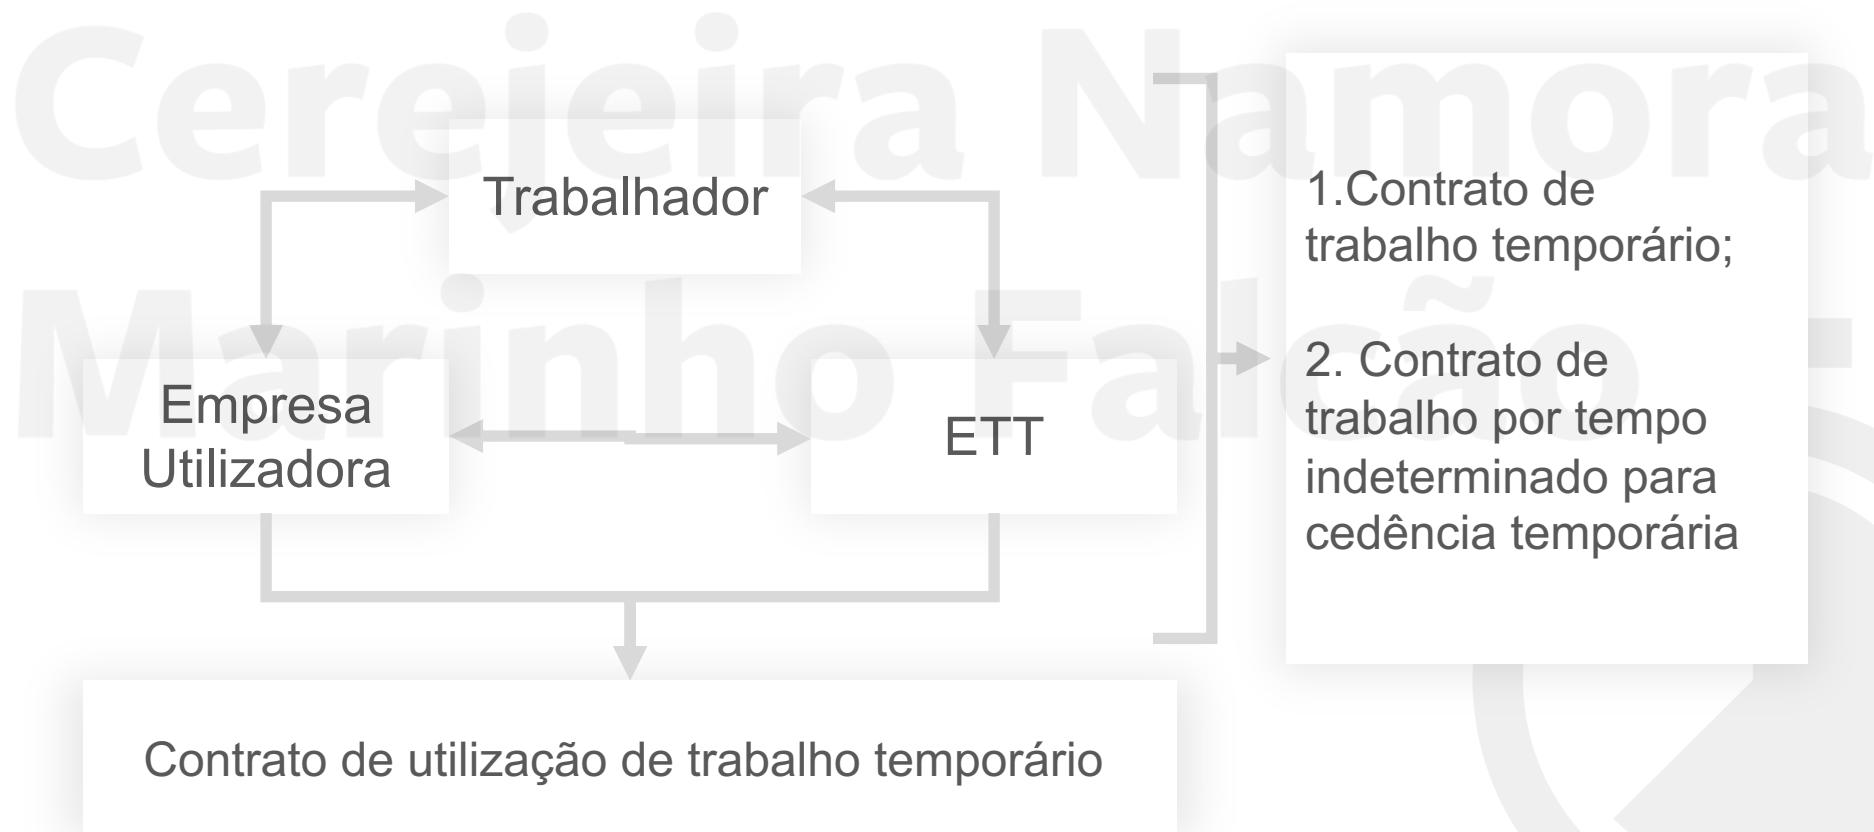 Cerejeira Namora
Marinho Falcão
Trabalhador
Empresa
Utilizadora
ETT
Contrato de utilização de trabalho temporário
1.Contrato de
trabalho temporário;
2. Contrato de
trabalho por tempo
indeterminado para
cedência temporária